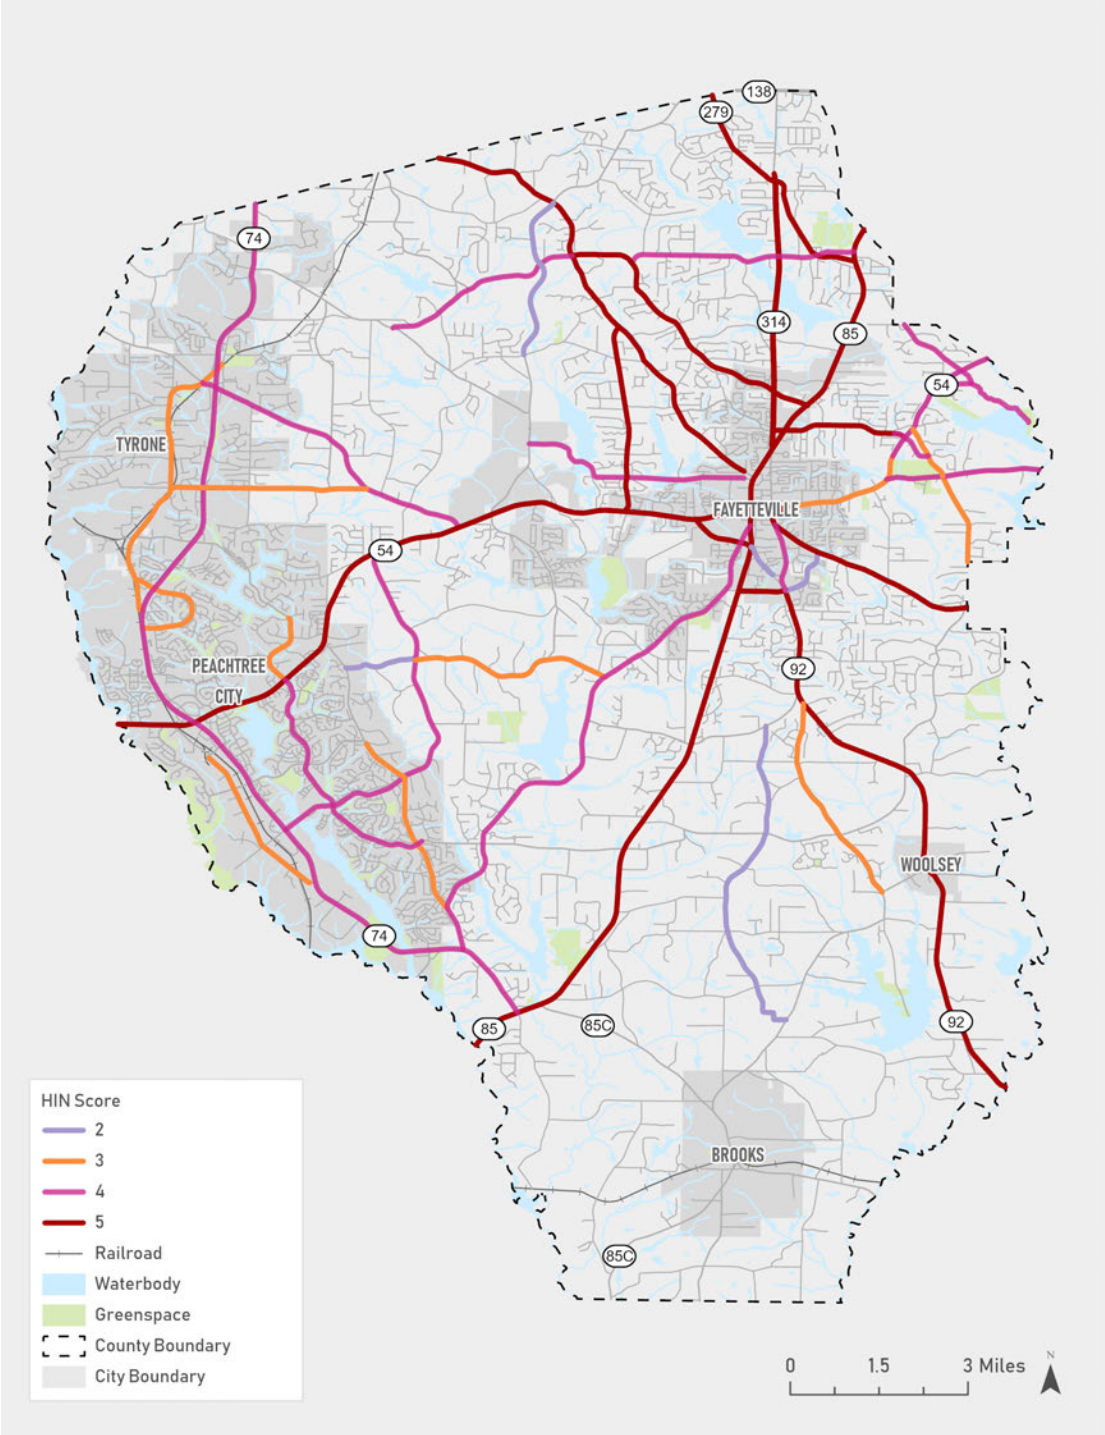 138
279
74
314
85
54
TYRONE
FAYETTEVILLE
54
PEACHTREE
CITY
92
WOOLSEY
74
92
85
85C
BROOKS
85C
HIN Score
2
3
4
5
Railroad
Waterbody
Greenspace
County Boundary
City Boundary
0 1.5 3 Miles
N